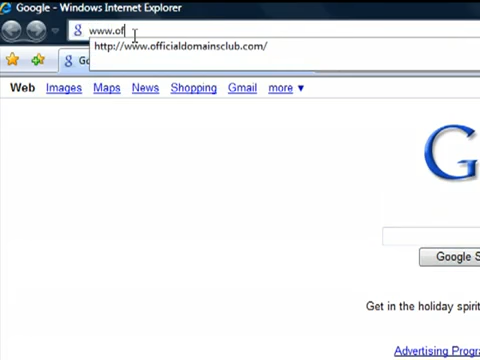 Google - Windows Internet Explorer
www.of
http://www.officialdomainsclub.com/
Web Images Maps News Shopping Gmail more ▼
G
Google S
Get in the holiday spirit
Advertising Progra